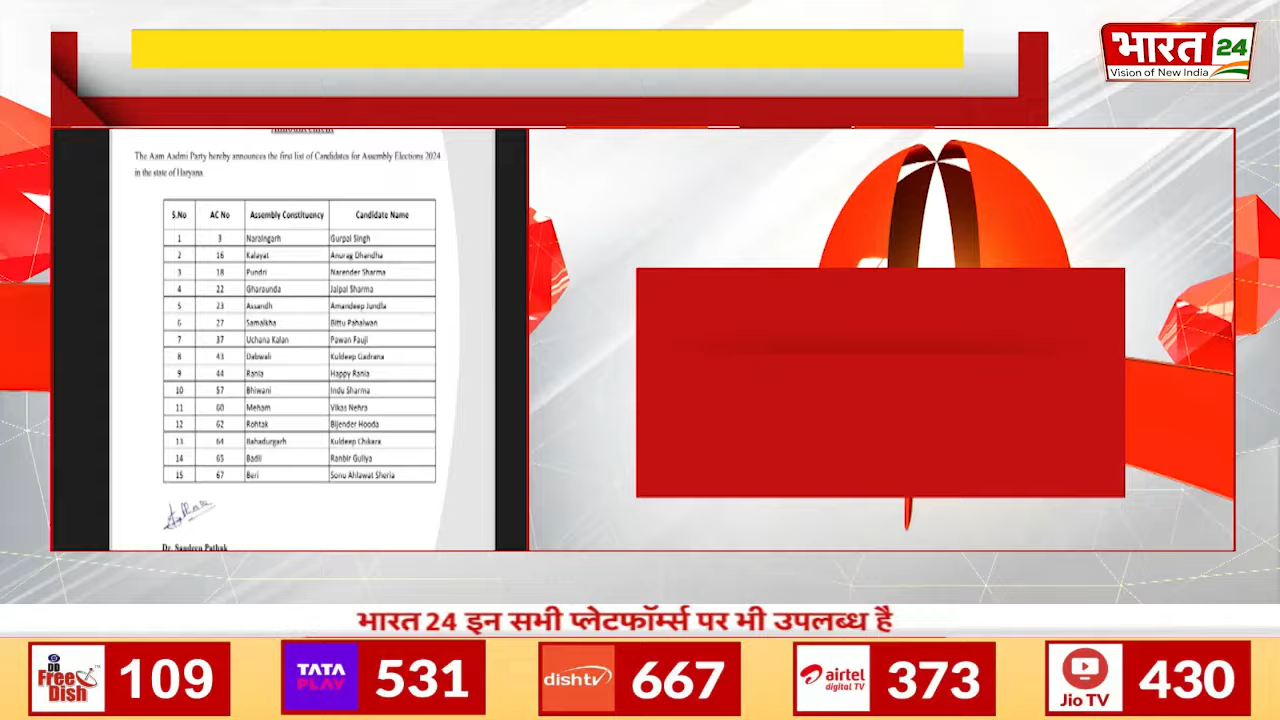 भारत 24
Vision of New India
Announcement
The Aam Aadmi Party hereby announces the first list of Candidates for Assembly Elections 2024
in the state of Haryana
S.No AC No Assembly Constituency Candidate Name
1 3 Naraingarh Gurpal Singh
2 16 Kalayat Anurag Dhandha
3 18 Pundri Narender Sharma
4 22 Gharaunda Jaipal Sharma
5 23 Assandh Amandeep Jundla
6 27 Samalkha Bittu Pahalwan
7 37 Uchana Kalan Pawan Fauji
8 43 Dabwali Kuldeep Gadrana
9 44 Rania Happy Rania
10 57 Bhiwani Indu Sharma
11 60 Meham Vikas Nehra
12 62 Rohtak Bijender Hooda
13 64 Bahadurgarh Kuldeep Chikara
14 65 Badli Ranbir Guliya
15 67 Beri Sonu Ahlawat Sheria
Dr. Sandeep Pathak
भारत 24 इन सभी प्लेटफॉर्म्स पर भी उपलब्ध है
DD Free Dish 109
TATA PLAY 531
dishtv 667
airtel digital TV 373
Jio TV 430